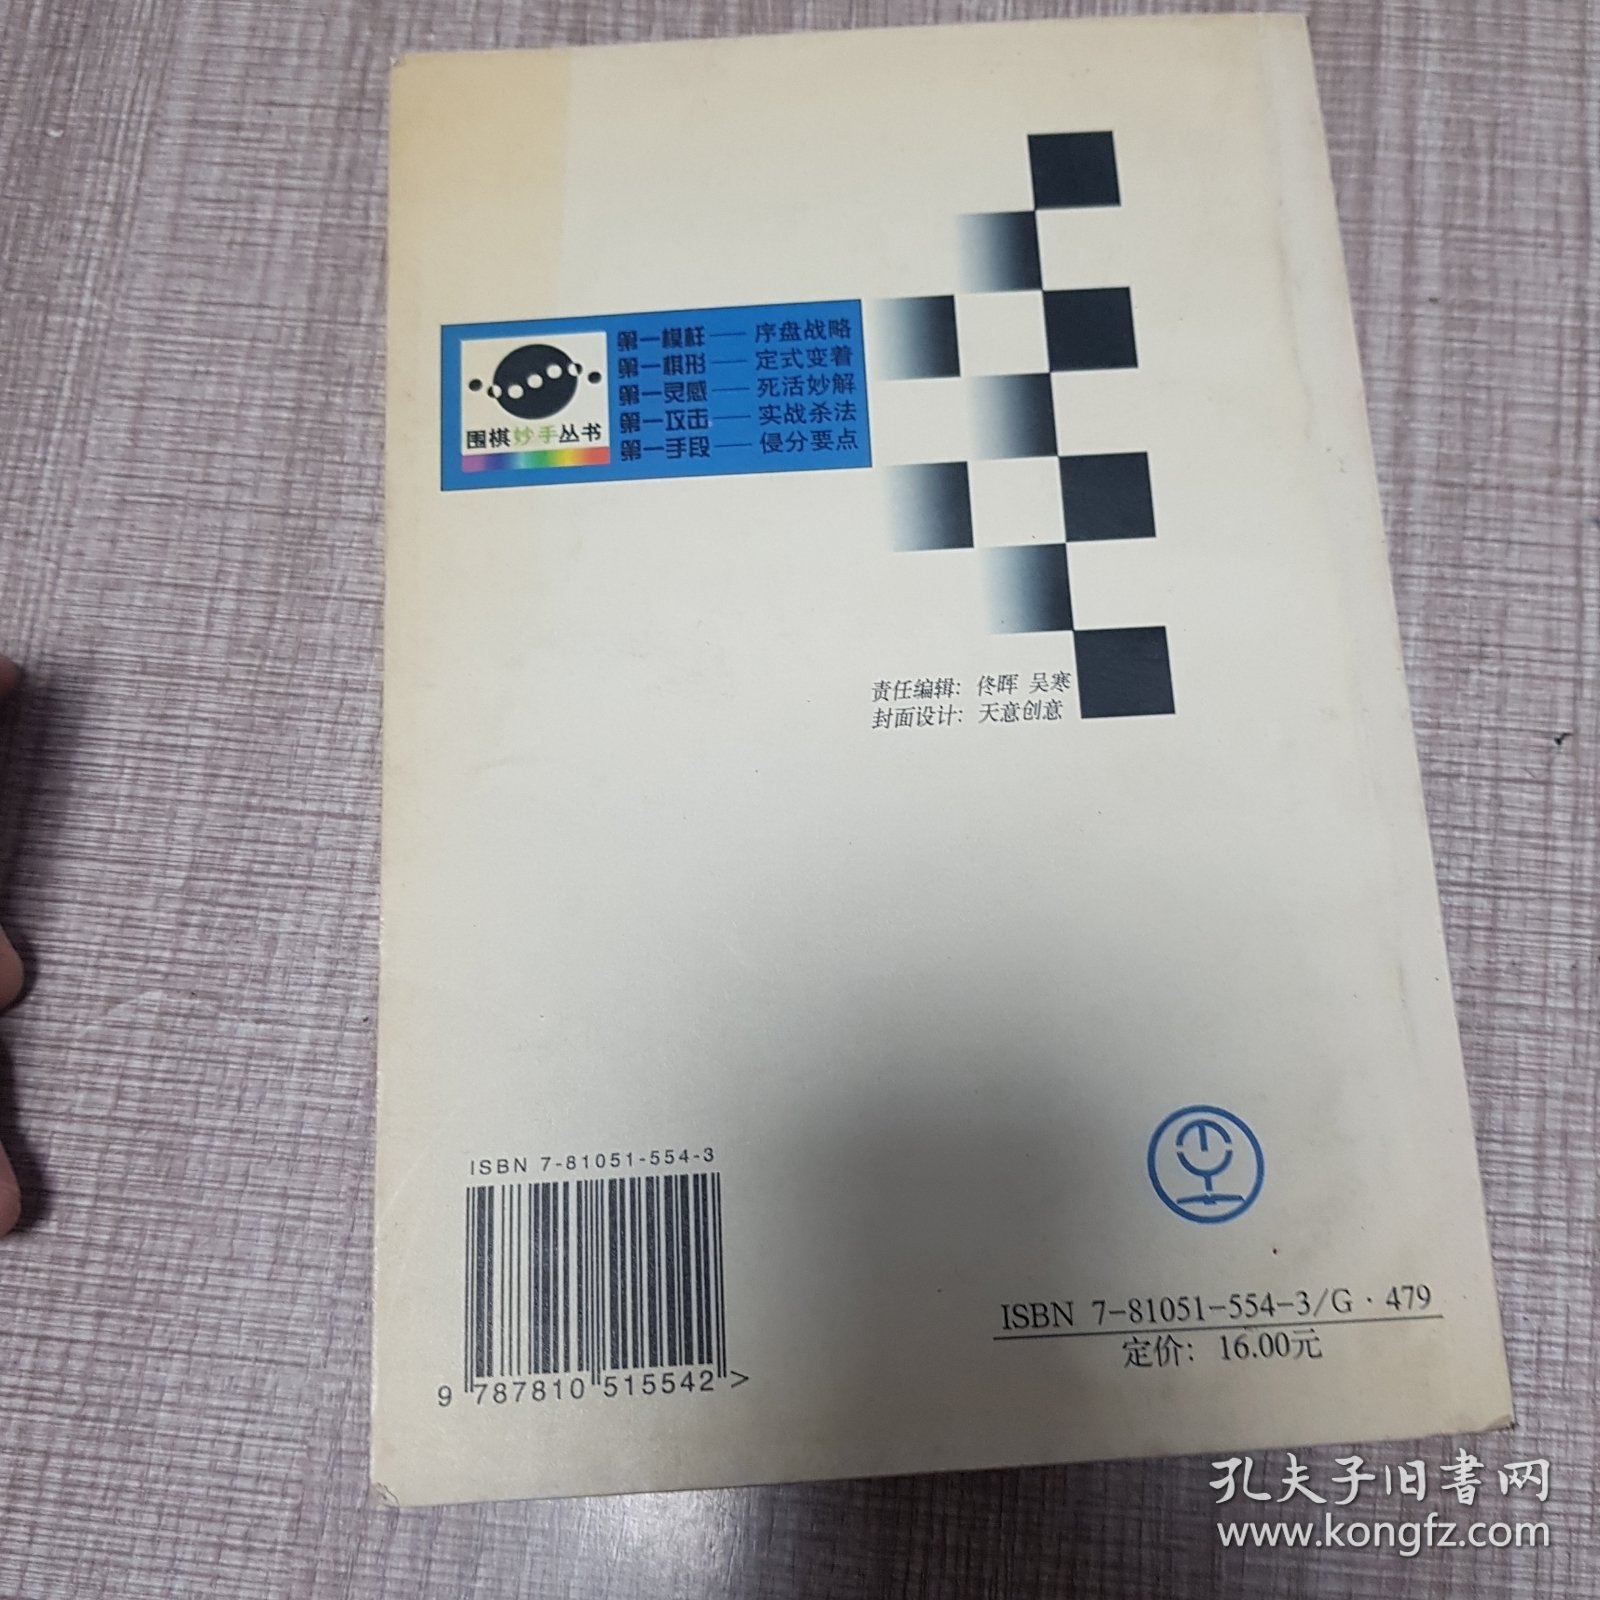 第一模样——序盘战略
第一棋形——定式变着
第一灵感——死活妙解
第一攻击——实战杀法
第一手段——侵分要点
围棋妙手丛书
责任编辑：佟晖 吴寒
封面设计：天意创意
ISBN 7-81051-554-3
9 787810 515542 >
ISBN 7-81051-554-3/G·479
定价：16.00元
孔夫子旧书网
www.kongfz.com